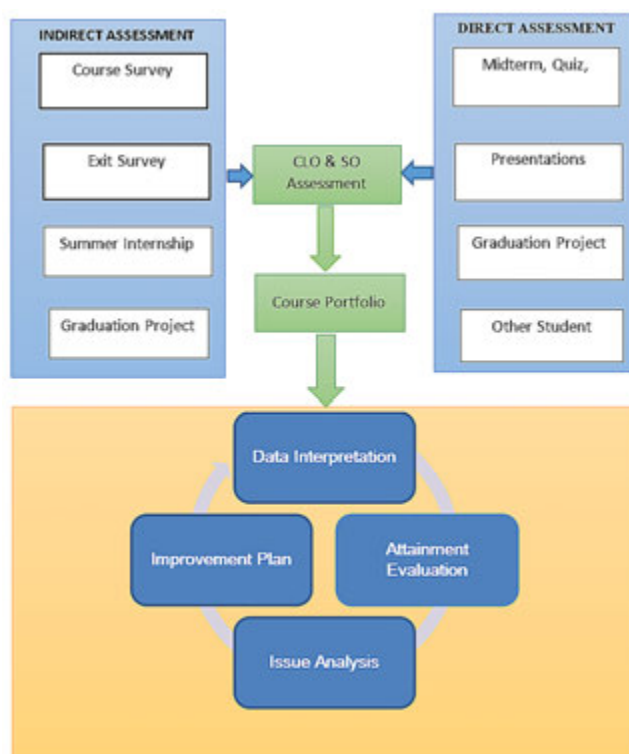 INDIRECT ASSESSMENT
Course Survey
Exit Survey
Summer Internship
Graduation Project
CLO & SO
Assessment
Course Portfolio
DIRECT ASSESSMENT
Midterm, Quiz,
Presentations
Graduation Project
Other Student
Data Interpretation
Attainment
Evaluation
Issue Analysis
Improvement Plan